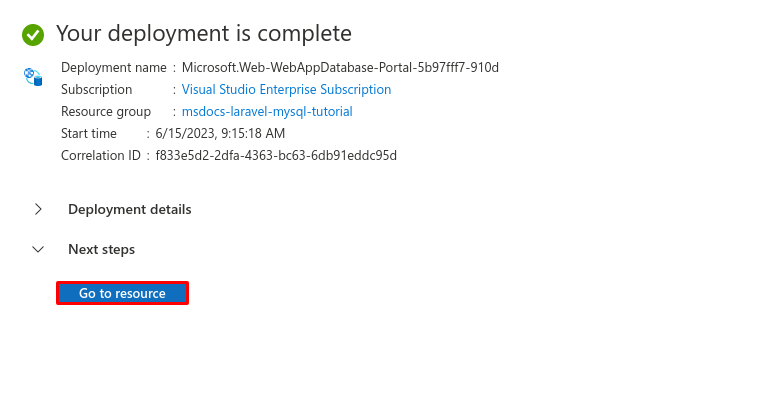 Your deployment is complete
Deployment name : Microsoft.Web-WebAppDatabase-Portal-5b97fff7-910d
Subscription : Visual Studio Enterprise Subscription
Resource group : msdocs-laravel-mysql-tutorial
Start time : 6/15/2023, 9:15:18 AM
Correlation ID : f833e5d2-2dfa-4363-bc63-6db91eddc95d
Deployment details
Next steps
Go to resource